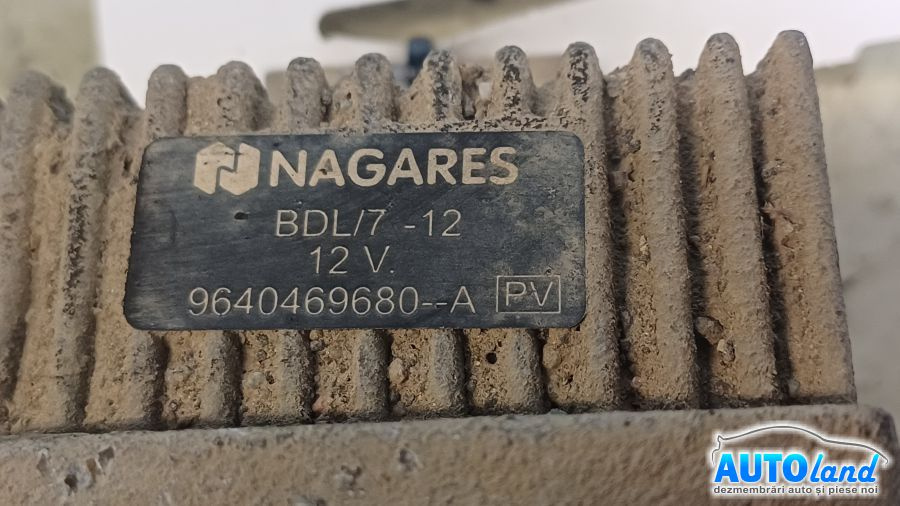 NAGARES
BDL/7 -12
12 V.
9640469680--A PV
AUTOland
dezmembrări auto și piese noi